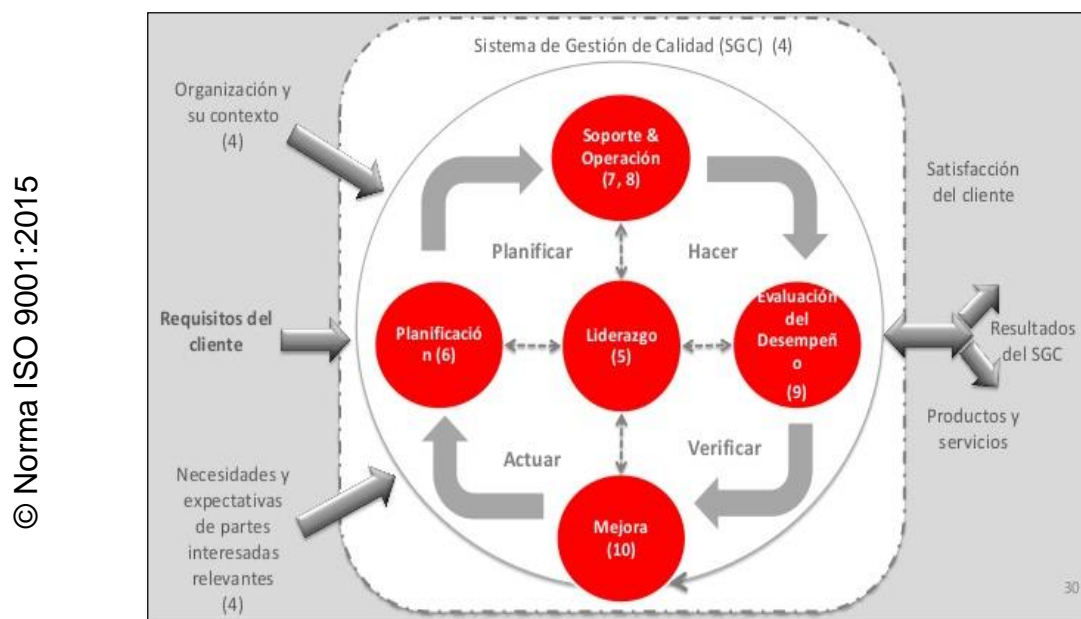 © Norma ISO 9001:2015
Sistema de Gestión de Calidad (SGC) (4)
Organización y
su contexto
(4)
Requisitos del
cliente
Necesidades y
expectativas
de partes
interesadas
relevantes
(4)
Soporte &
Operación
(7, 8)
Planificar
Hacer
Planificació
n (6)
Liderazgo
(5)
Evaluación
del
Desempeñ
o
(9)
Actuar
Verificar
Mejora
(10)
Satisfacción
del cliente
Resultados
del SGC
Productos y
servicios
30